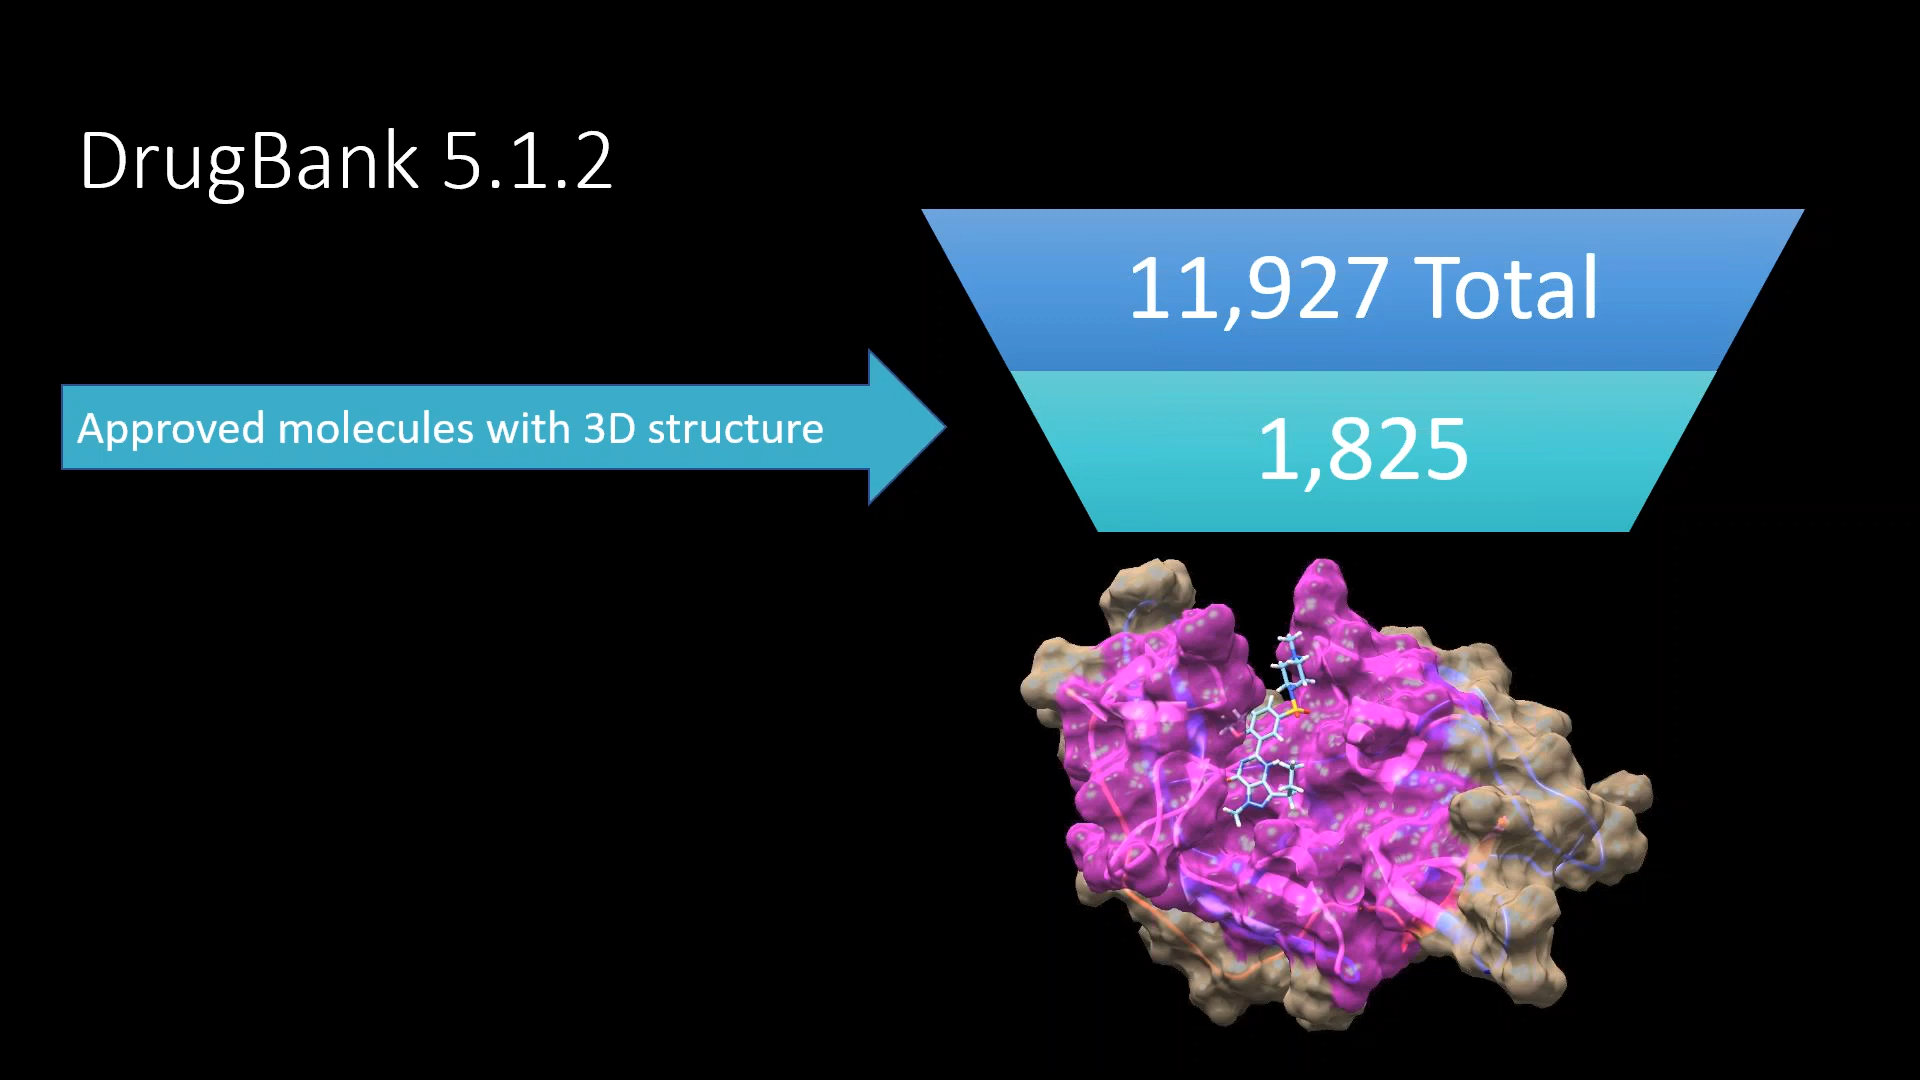 DrugBank 5.1.2
11,927 Total
Approved molecules with 3D structure
1,825